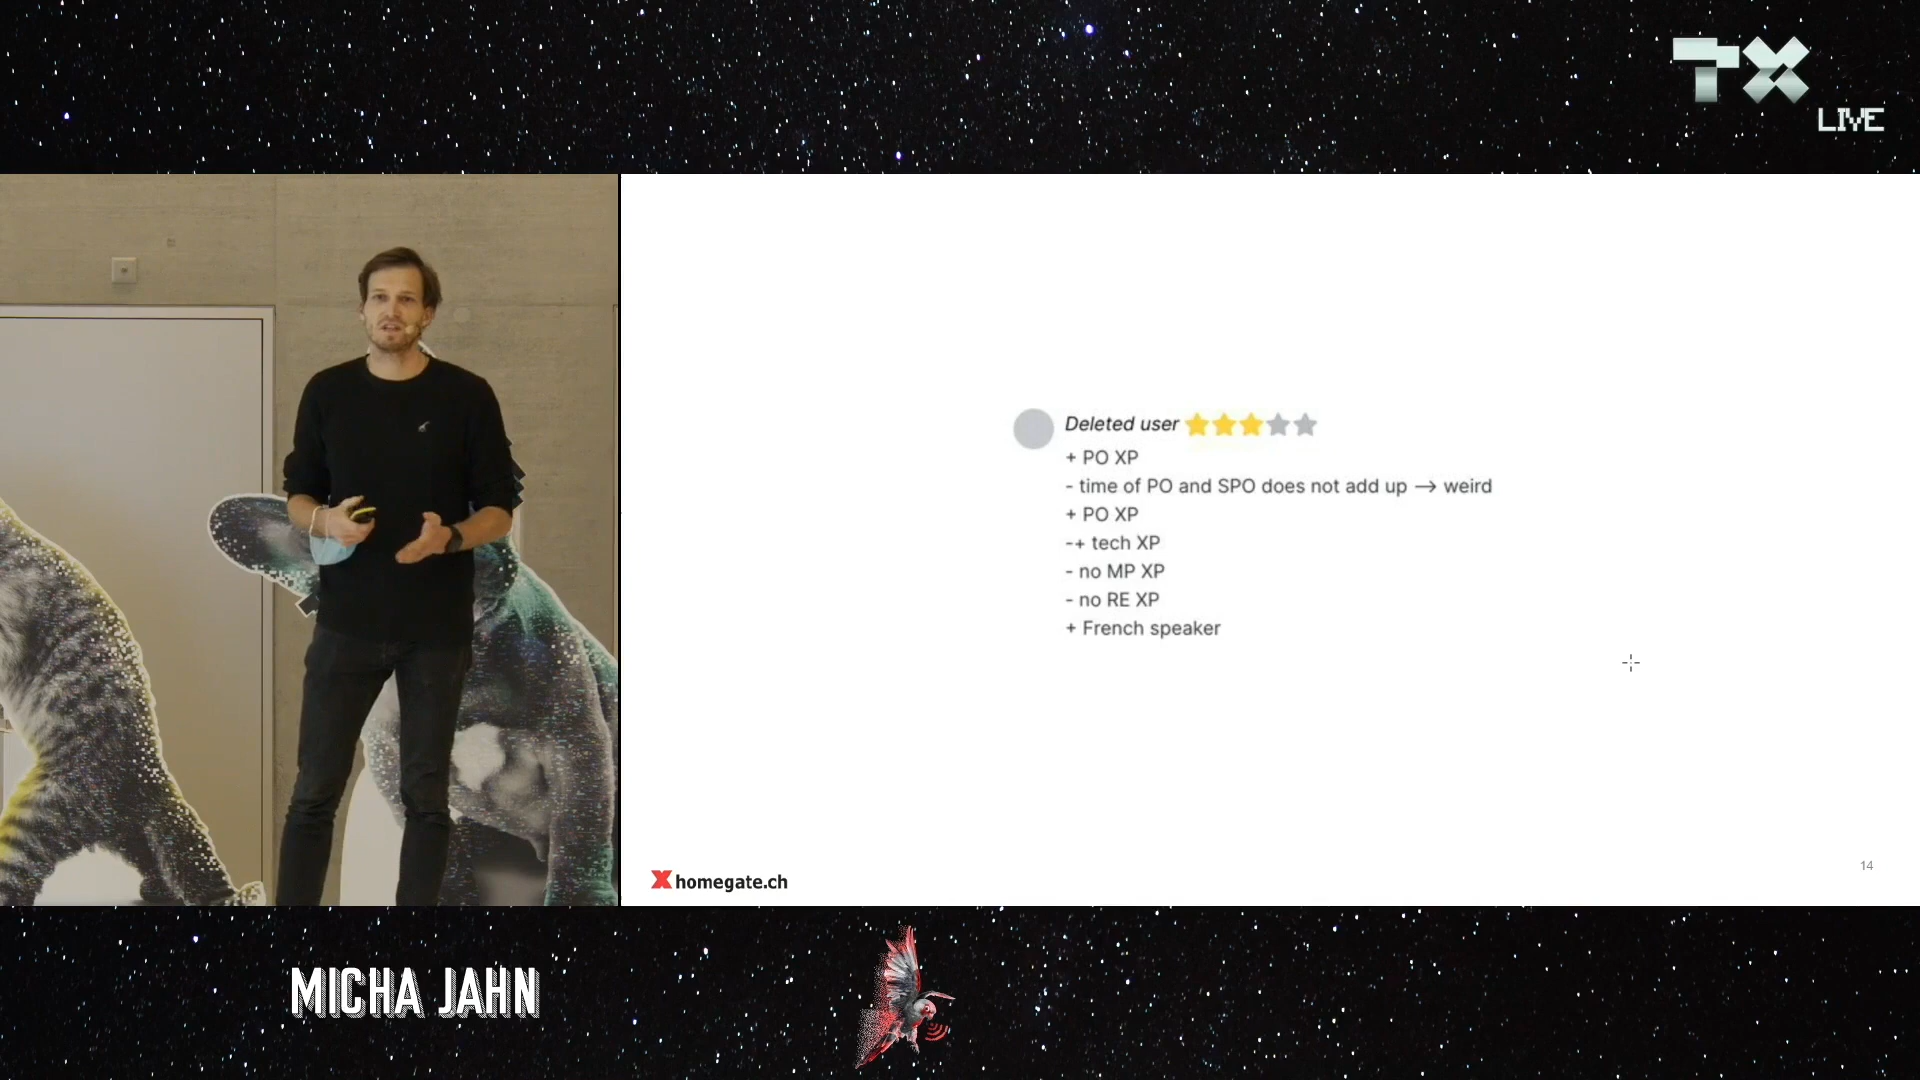 TX
LIVE
Deleted user
+ PO XP
- time of PO and SPO does not add up → weird
+ PO XP
-+ tech XP
- no MP XP
- no RE XP
+ French speaker
X homegate.ch
14
MICHA JAHN